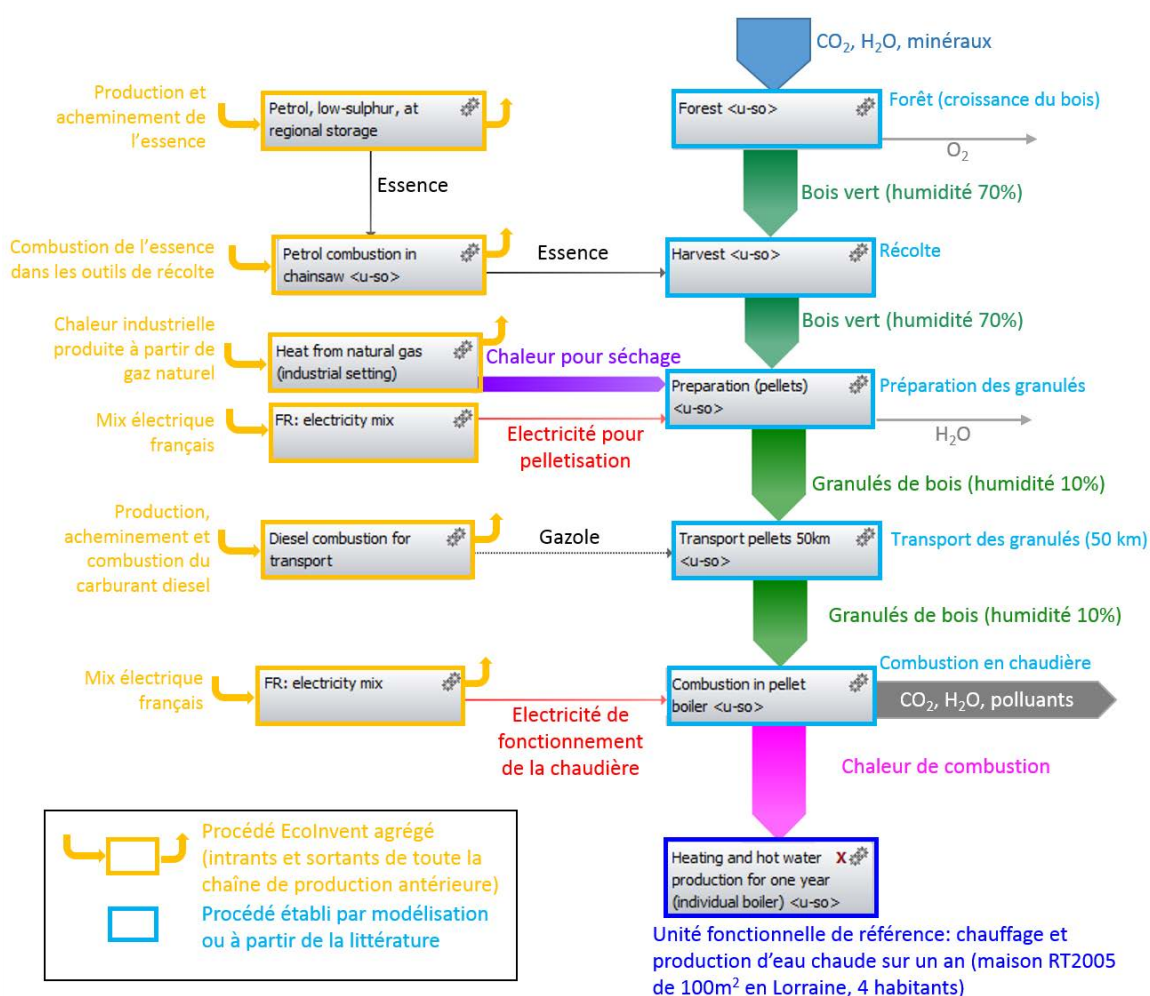 CO2, H2O, minéraux
Production et
acheminement de
l'essence
Petrol, low-sulphur, at
regional storage
Forest <u-so>
Forêt (croissance du bois)
O2
Essence
Bois vert (humidité 70%)
Combustion de l'essence
dans les outils de récolte
Petrol combustion in
chainsaw <u-so>
Essence
Harvest <u-so>
Récolte
Bois vert (humidité 70%)
Chaleur industrielle
produite à partir de
gaz naturel
Heat from natural gas
(industrial setting)
Chaleur pour séchage
Preparation (pellets)
<u-so>
Préparation des granulés
H2O
Mix électrique
français
FR: electricity mix
Electricité pour
pelletisation
Granulés de bois (humidité 10%)
Production,
acheminement et
combustion du
carburant diesel
Diesel combustion for
transport
Gazole
Transport pellets 50km
<u-so>
Transport des granulés (50 km)
Granulés de bois (humidité 10%)
Mix électrique
français
FR: electricity mix
Electricité de
fonctionnement
de la chaudière
Combustion in pellet
boiler <u-so>
Combustion en chaudière
CO2, H2O, polluants
Chaleur de combustion
Heating and hot water X
production for one year
(individual boiler) <u-so>
Unité fonctionnelle de référence: chauffage et
production d'eau chaude sur un an (maison RT2005
de 100m² en Lorraine, 4 habitants)
Procédé EcoInvent agrégé
(intrants et sortants de toute la
chaîne de production antérieure)
Procédé établi par modélisation
ou à partir de la littérature